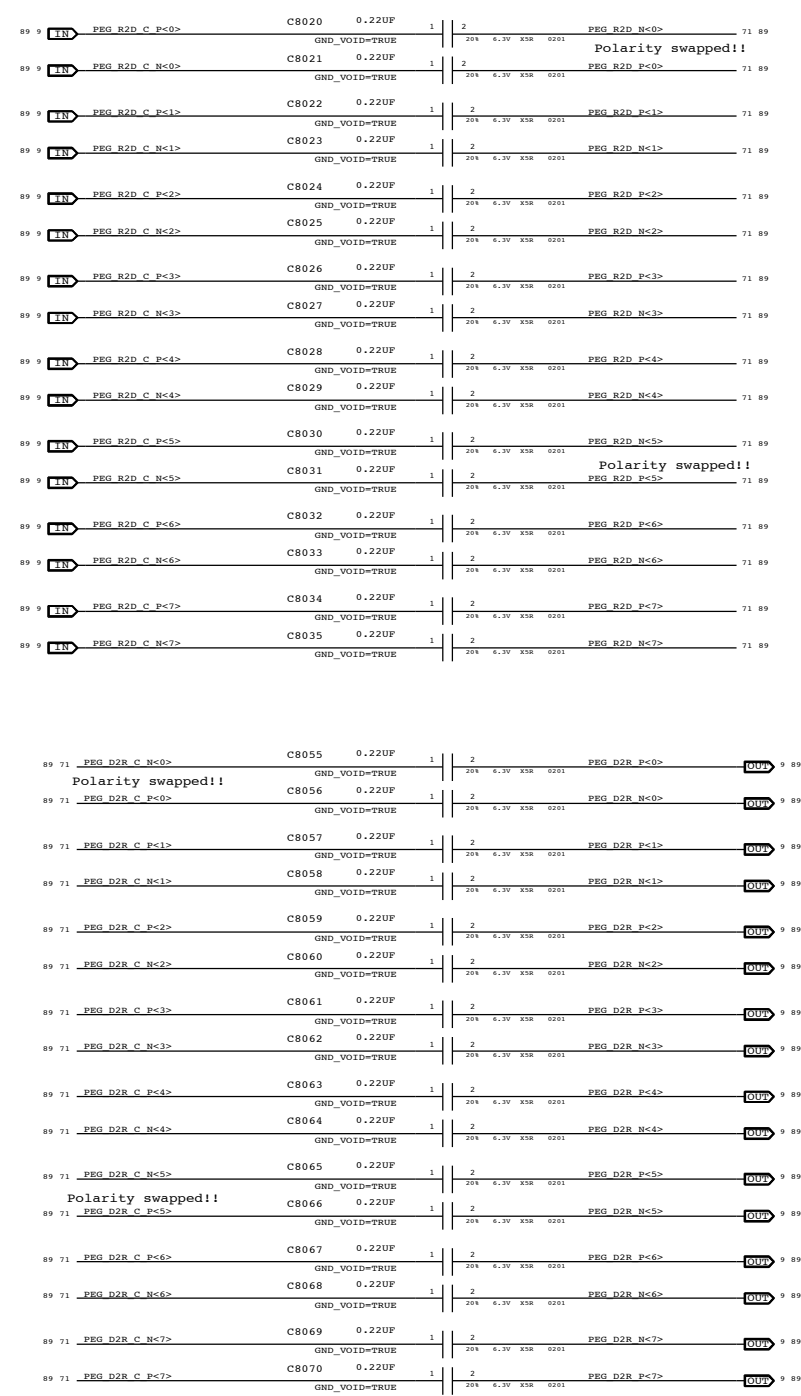 C8020 0.22UF
89 9 IN PEG_R2D_C_P<0> 1 2 PEG_R2D_N<0> 71 89
GND_VOID=TRUE 20% 6.3V X5R 0201
Polarity swapped!!
C8021 0.22UF
89 9 IN PEG_R2D_C_N<0> 1 2 PEG_R2D_P<0> 71 89
GND_VOID=TRUE 20% 6.3V X5R 0201
C8022 0.22UF
89 9 IN PEG_R2D_C_P<1> 1 2 PEG_R2D_P<1> 71 89
GND_VOID=TRUE 20% 6.3V X5R 0201
C8023 0.22UF
89 9 IN PEG_R2D_C_N<1> 1 2 PEG_R2D_N<1> 71 89
GND_VOID=TRUE 20% 6.3V X5R 0201
C8024 0.22UF
89 9 IN PEG_R2D_C_P<2> 1 2 PEG_R2D_P<2> 71 89
GND_VOID=TRUE 20% 6.3V X5R 0201
C8025 0.22UF
89 9 IN PEG_R2D_C_N<2> 1 2 PEG_R2D_N<2> 71 89
GND_VOID=TRUE 20% 6.3V X5R 0201
C8026 0.22UF
89 9 IN PEG_R2D_C_P<3> 1 2 PEG_R2D_P<3> 71 89
GND_VOID=TRUE 20% 6.3V X5R 0201
C8027 0.22UF
89 9 IN PEG_R2D_C_N<3> 1 2 PEG_R2D_N<3> 71 89
GND_VOID=TRUE 20% 6.3V X5R 0201
C8028 0.22UF
89 9 IN PEG_R2D_C_P<4> 1 2 PEG_R2D_P<4> 71 89
GND_VOID=TRUE 20% 6.3V X5R 0201
C8029 0.22UF
89 9 IN PEG_R2D_C_N<4> 1 2 PEG_R2D_N<4> 71 89
GND_VOID=TRUE 20% 6.3V X5R 0201
C8030 0.22UF
89 9 IN PEG_R2D_C_P<5> 1 2 PEG_R2D_N<5> 71 89
GND_VOID=TRUE 20% 6.3V X5R 0201
Polarity swapped!!
C8031 0.22UF
89 9 IN PEG_R2D_C_N<5> 1 2 PEG_R2D_P<5> 71 89
GND_VOID=TRUE 20% 6.3V X5R 0201
C8032 0.22UF
89 9 IN PEG_R2D_C_P<6> 1 2 PEG_R2D_P<6> 71 89
GND_VOID=TRUE 20% 6.3V X5R 0201
C8033 0.22UF
89 9 IN PEG_R2D_C_N<6> 1 2 PEG_R2D_N<6> 71 89
GND_VOID=TRUE 20% 6.3V X5R 0201
C8034 0.22UF
89 9 IN PEG_R2D_C_P<7> 1 2 PEG_R2D_P<7> 71 89
GND_VOID=TRUE 20% 6.3V X5R 0201
C8035 0.22UF
89 9 IN PEG_R2D_C_N<7> 1 2 PEG_R2D_N<7> 71 89
GND_VOID=TRUE 20% 6.3V X5R 0201
C8055 0.22UF
89 71 PEG_D2R_C_N<0> 1 2 PEG_D2R_P<0> OUT 9 89
GND_VOID=TRUE 20% 6.3V X5R 0201
Polarity swapped!!
C8056 0.22UF
89 71 PEG_D2R_C_P<0> 1 2 PEG_D2R_N<0> OUT 9 89
GND_VOID=TRUE 20% 6.3V X5R 0201
C8057 0.22UF
89 71 PEG_D2R_C_P<1> 1 2 PEG_D2R_P<1> OUT 9 89
GND_VOID=TRUE 20% 6.3V X5R 0201
C8058 0.22UF
89 71 PEG_D2R_C_N<1> 1 2 PEG_D2R_N<1> OUT 9 89
GND_VOID=TRUE 20% 6.3V X5R 0201
C8059 0.22UF
89 71 PEG_D2R_C_P<2> 1 2 PEG_D2R_P<2> OUT 9 89
GND_VOID=TRUE 20% 6.3V X5R 0201
C8060 0.22UF
89 71 PEG_D2R_C_N<2> 1 2 PEG_D2R_N<2> OUT 9 89
GND_VOID=TRUE 20% 6.3V X5R 0201
C8061 0.22UF
89 71 PEG_D2R_C_P<3> 1 2 PEG_D2R_P<3> OUT 9 89
GND_VOID=TRUE 20% 6.3V X5R 0201
C8062 0.22UF
89 71 PEG_D2R_C_N<3> 1 2 PEG_D2R_N<3> OUT 9 89
GND_VOID=TRUE 20% 6.3V X5R 0201
C8063 0.22UF
89 71 PEG_D2R_C_P<4> 1 2 PEG_D2R_P<4> OUT 9 89
GND_VOID=TRUE 20% 6.3V X5R 0201
C8064 0.22UF
89 71 PEG_D2R_C_N<4> 1 2 PEG_D2R_N<4> OUT 9 89
GND_VOID=TRUE 20% 6.3V X5R 0201
C8065 0.22UF
89 71 PEG_D2R_C_N<5> 1 2 PEG_D2R_P<5> OUT 9 89
GND_VOID=TRUE 20% 6.3V X5R 0201
Polarity swapped!!
C8066 0.22UF
89 71 PEG_D2R_C_P<5> 1 2 PEG_D2R_N<5> OUT 9 89
GND_VOID=TRUE 20% 6.3V X5R 0201
C8067 0.22UF
89 71 PEG_D2R_C_P<6> 1 2 PEG_D2R_P<6> OUT 9 89
GND_VOID=TRUE 20% 6.3V X5R 0201
C8068 0.22UF
89 71 PEG_D2R_C_N<6> 1 2 PEG_D2R_N<6> OUT 9 89
GND_VOID=TRUE 20% 6.3V X5R 0201
C8069 0.22UF
89 71 PEG_D2R_C_N<7> 1 2 PEG_D2R_N<7> OUT 9 89
GND_VOID=TRUE 20% 6.3V X5R 0201
C8070 0.22UF
89 71 PEG_D2R_C_P<7> 1 2 PEG_D2R_P<7> OUT 9 89
GND_VOID=TRUE 20% 6.3V X5R 0201